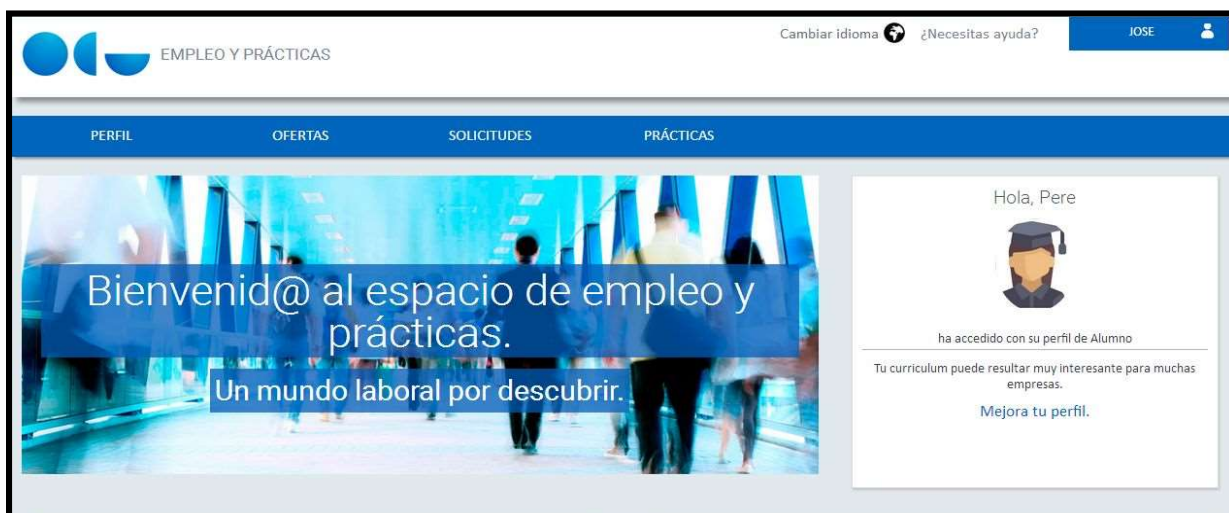 Cambiar idioma ¿Necesitas ayuda? JOSE
EMPLEO Y PRÁCTICAS
PERFIL OFERTAS SOLICITUDES PRÁCTICAS
Bienvenid@ al espacio de empleo y
prácticas.
Un mundo laboral por descubrir.
Hola, Pere
ha accedido con su perfil de Alumno
Tu curriculum puede resultar muy interesante para muchas
empresas.
Mejora tu perfil.